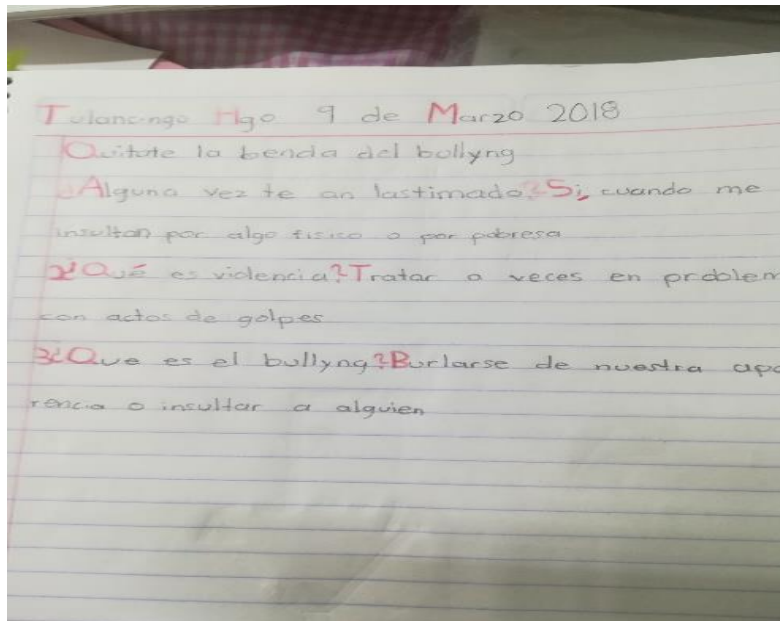 Tulancingo Hgo 9 de Marzo 2018
Quitate la benda del bollyng
¿Alguna vez te an lastimado? Si, cuando me
insultan por algo fisico o por pobresa
2¿Qué es violencia? Tratar a veces en problem
con actos de golpes
3¿Que es el bullyng? Burlarse de nuestra apa
rencia o insultar a alguien